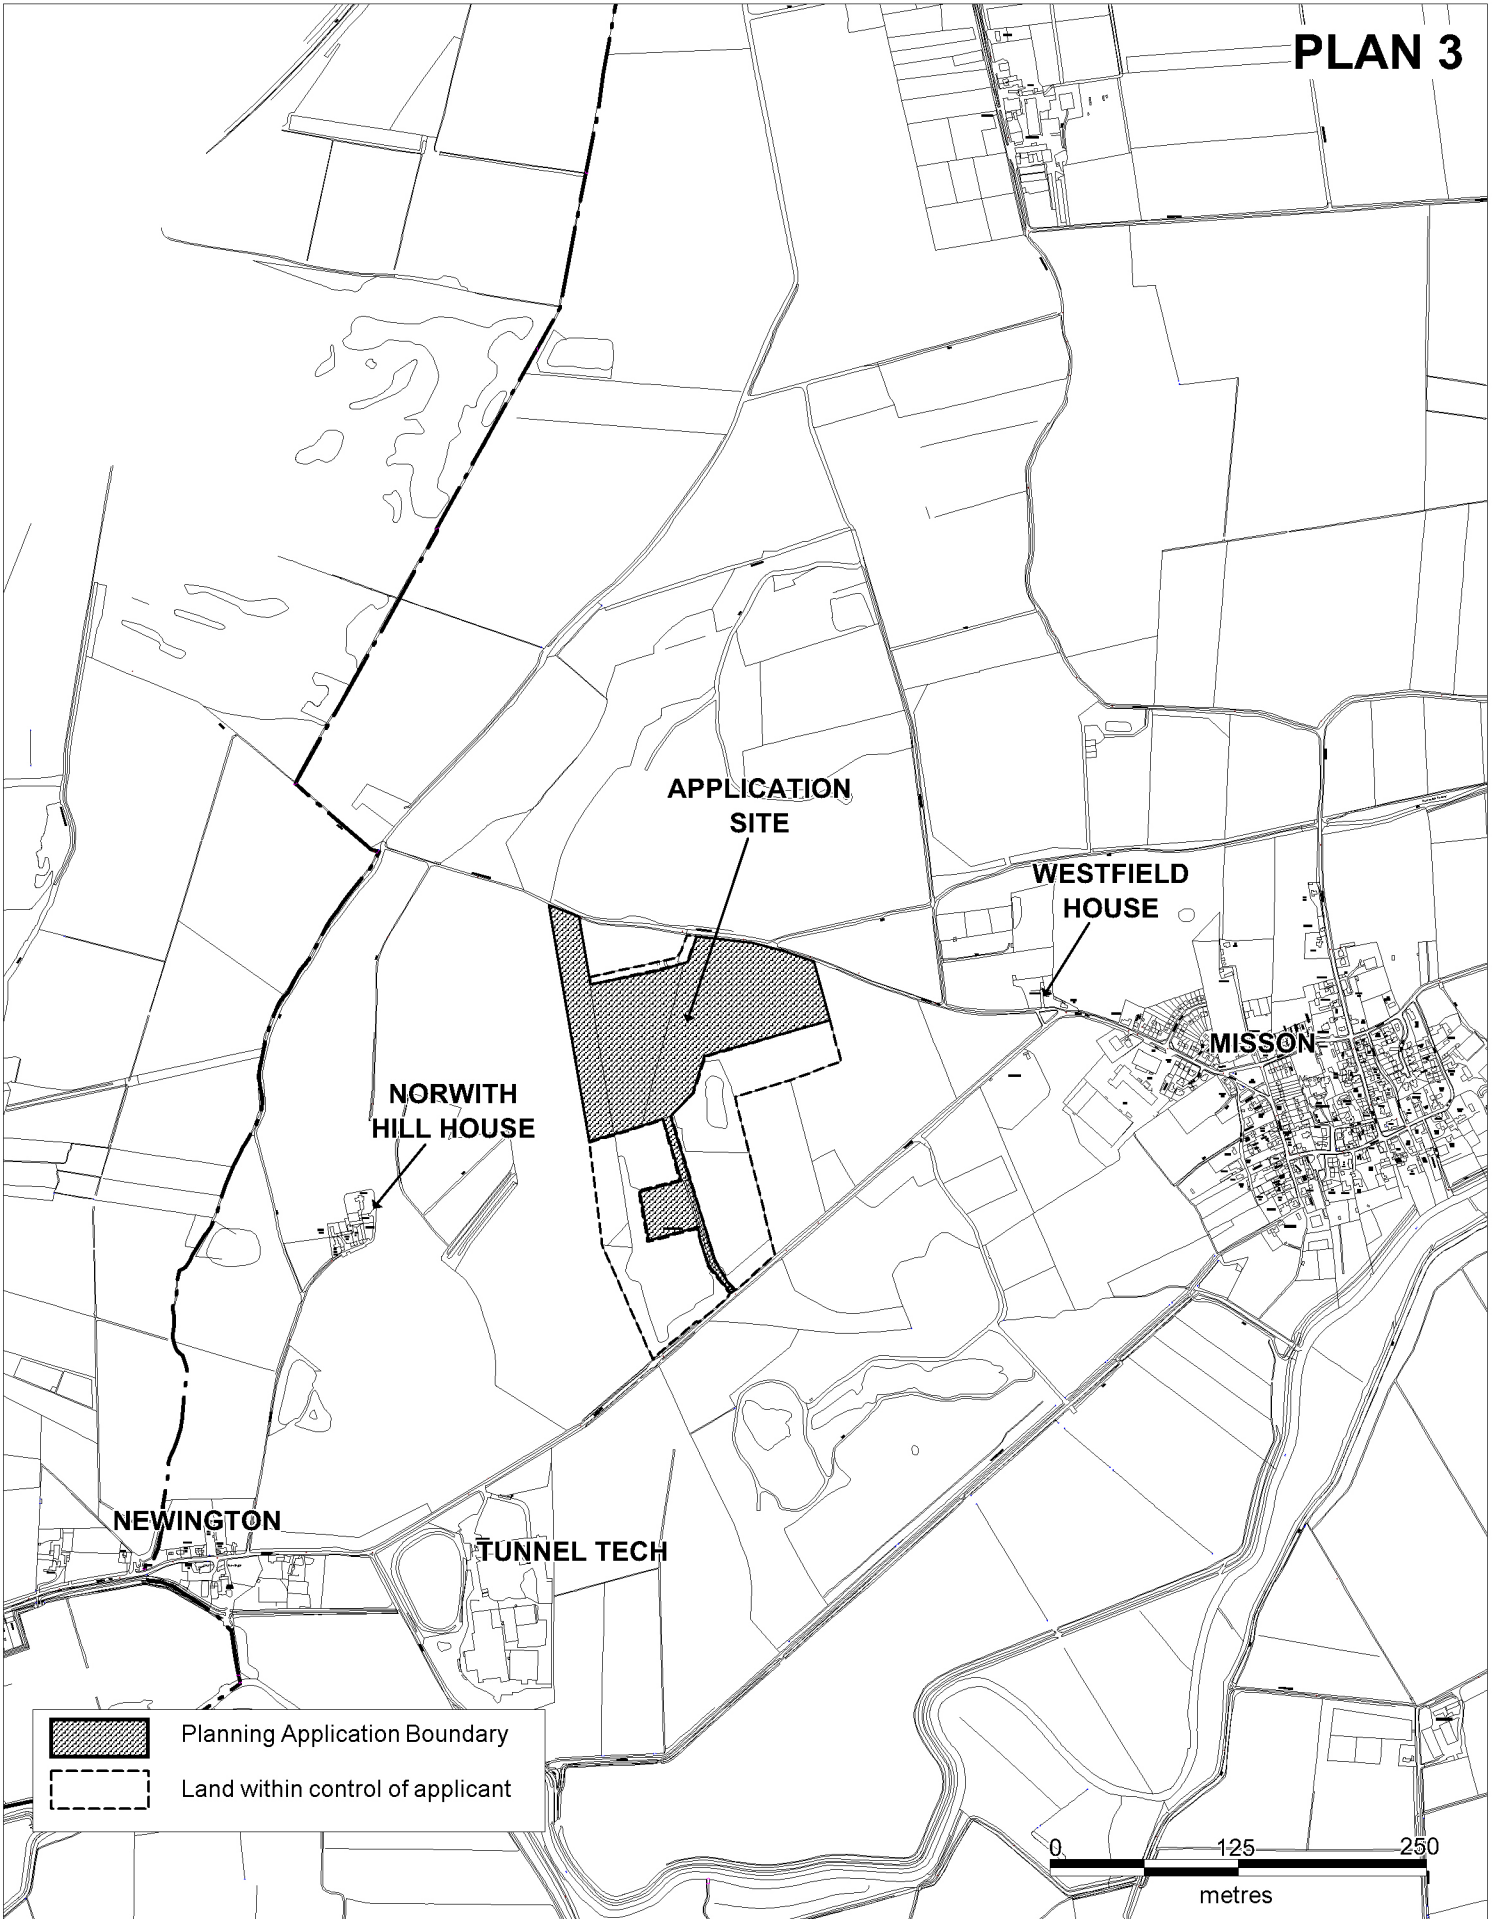 PLAN 3
APPLICATION
SITE
WESTFIELD
HOUSE
MISSON
NORWITH
HILL HOUSE
NEWINGTON
TUNNEL TECH
Planning Application Boundary
Land within control of applicant
0 125 250
metres